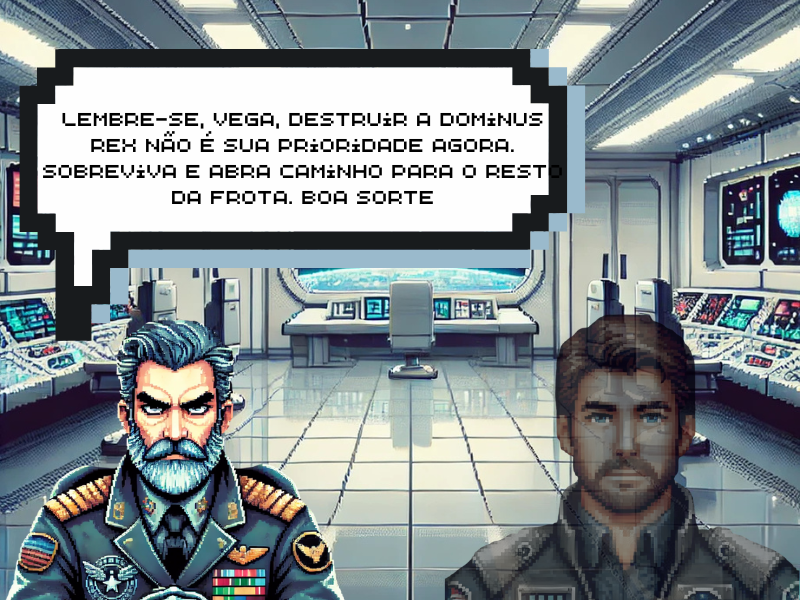 LEMBRE-SE, VEGA, DESTRUIR A DOMINUS
REX NÃO É SUA PRIORIDADE AGORA.
SOBREVIVA E ABRA CAMINHO PARA O RESTO
DA FROTA. BOA SORTE